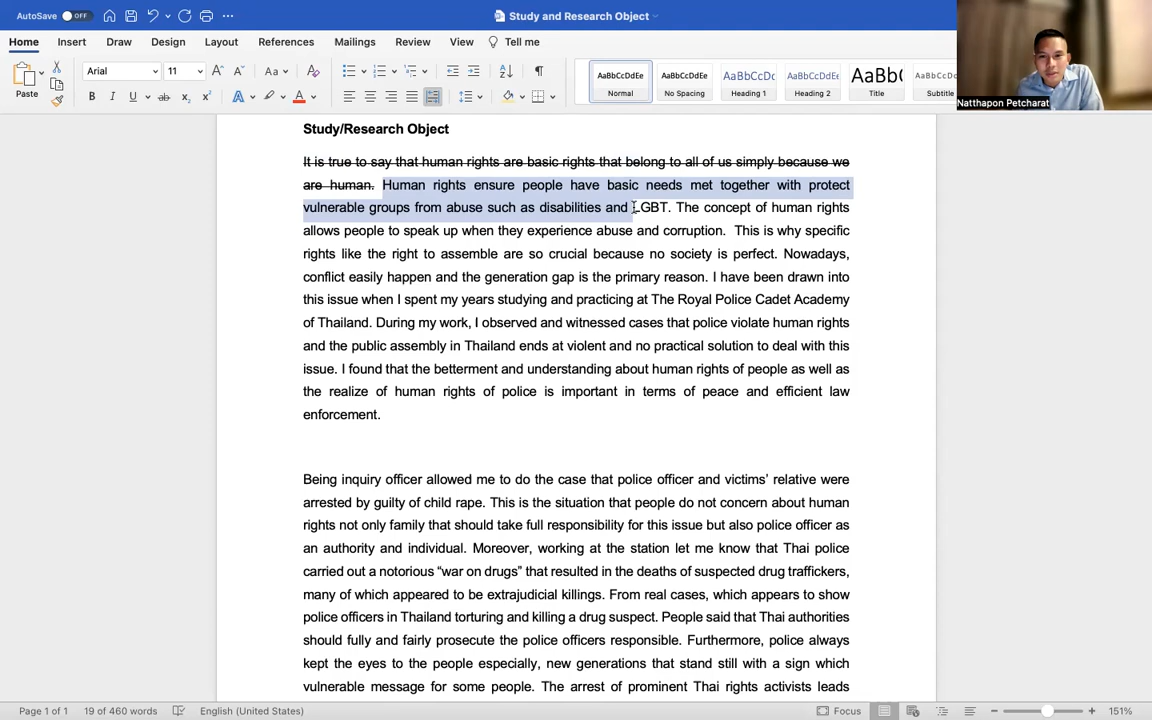 AutoSave OFF
Study and Research Object
Home Insert Draw Design Layout References Mailings Review View Tell me
Paste
Arial 11 Aa
B I U ab x₂ x² A A
AaBbCcDdEe AaBbCcDdEe AaBbCcDc AaBbCcDdEe AaBb( AaBbCcDdEe
Normal No Spacing Heading 1 Heading 2 Title Subtitle
Natthapon Petcharat
Study/Research Object
It is true to say that human rights are basic rights that belong to all of us simply because we
are human. Human rights ensure people have basic needs met together with protect
vulnerable groups from abuse such as disabilities and LGBT. The concept of human rights
allows people to speak up when they experience abuse and corruption.  This is why specific
rights like the right to assemble are so crucial because no society is perfect. Nowadays,
conflict easily happen and the generation gap is the primary reason. I have been drawn into
this issue when I spent my years studying and practicing at The Royal Police Cadet Academy
of Thailand. During my work, I observed and witnessed cases that police violate human rights
and the public assembly in Thailand ends at violent and no practical solution to deal with this
issue. I found that the betterment and understanding about human rights of people as well as
the realize of human rights of police is important in terms of peace and efficient law
enforcement.
Being inquiry officer allowed me to do the case that police officer and victims’ relative were
arrested by guilty of child rape. This is the situation that people do not concern about human
rights not only family that should take full responsibility for this issue but also police officer as
an authority and individual. Moreover, working at the station let me know that Thai police
carried out a notorious “war on drugs” that resulted in the deaths of suspected drug traffickers,
many of which appeared to be extrajudicial killings. From real cases, which appears to show
police officers in Thailand torturing and killing a drug suspect. People said that Thai authorities
should fully and fairly prosecute the police officers responsible. Furthermore, police always
kept the eyes to the people especially, new generations that stand still with a sign which
vulnerable message for some people. The arrest of prominent Thai rights activists leads
Page 1 of 1 19 of 460 words English (United States) Focus 151%